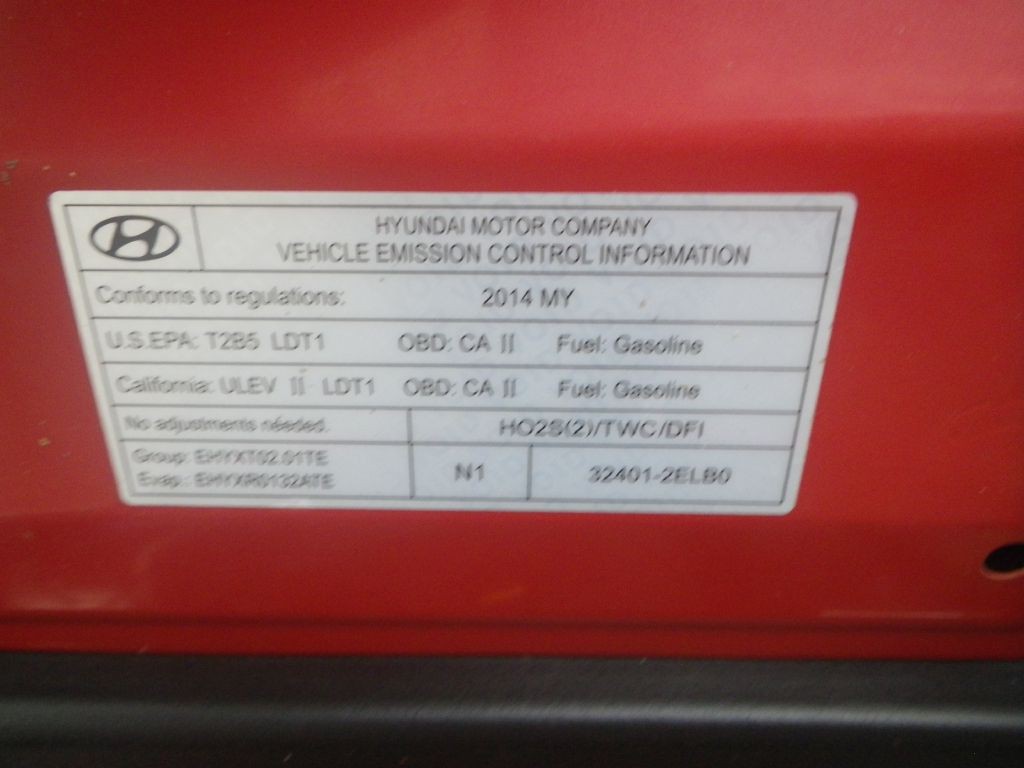 HYUNDAI MOTOR COMPANY
VEHICLE EMISSION CONTROL INFORMATION
Conforms to regulations: 2014 MY
U.S.EPA: T2B5 LDT1 OBD: CA II Fuel: Gasoline
California: ULEV II LDT1 OBD: CA II Fuel: Gasoline
No adjustments needed. HO2S(2)/TWC/DFI
Group: EHYXT02.01TE
Evap.: EHYXR0132ATE
N1
32401-2ELB0